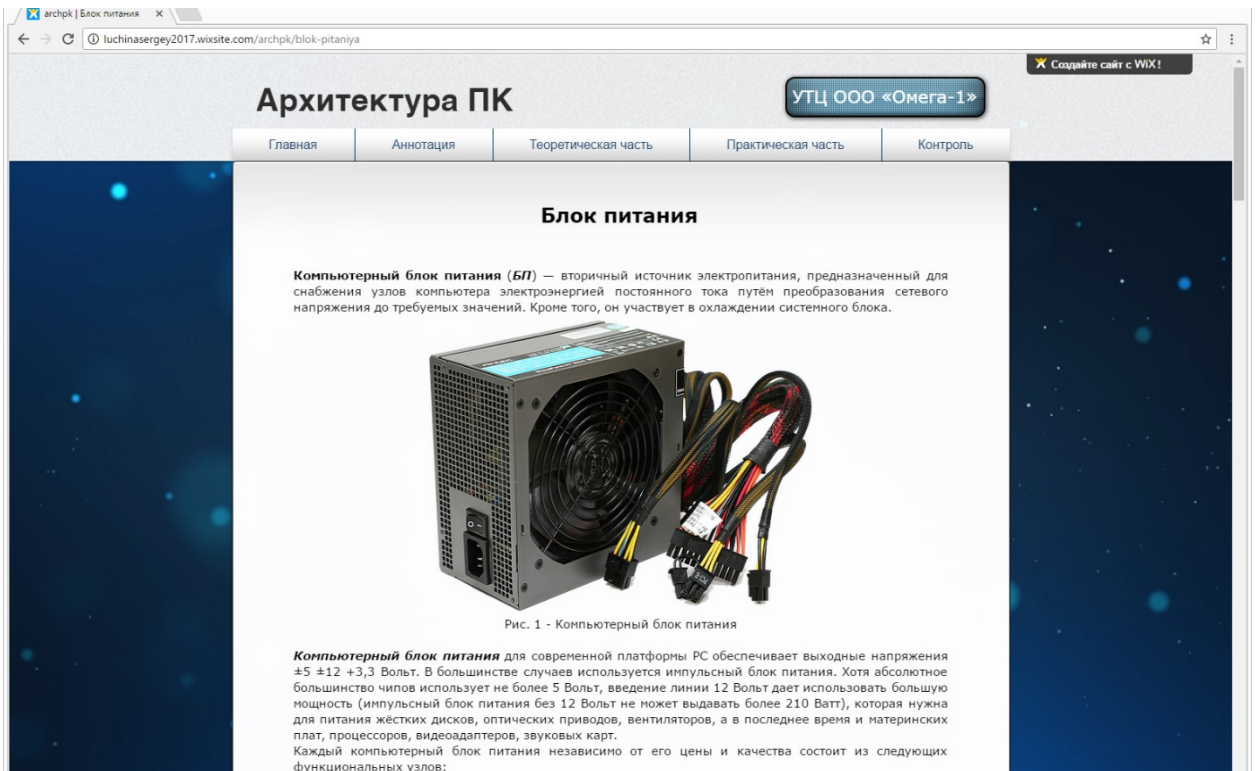 archpk | Блок питания
luchinasergey2017.wixsite.com/archpk/blok-pitaniya
Создайте сайт с WiX!
Архитектура ПК
УТЦ ООО «Омега-1»
Главная
Аннотация
Теоретическая часть
Практическая часть
Контроль
Блок питания
Компьютерный блок питания (БП) — вторичный источник электропитания, предназначенный для
снабжения узлов компьютера электроэнергией постоянного тока путём преобразования сетевого
напряжения до требуемых значений. Кроме того, он участвует в охлаждении системного блока.
Рис. 1 - Компьютерный блок питания
Компьютерный блок питания для современной платформы PC обеспечивает выходные напряжения
±5 ±12 +3,3 Вольт. В большинстве случаев используется импульсный блок питания. Хотя абсолютное
большинство чипов использует не более 5 Вольт, введение линии 12 Вольт дает использовать большую
мощность (импульсный блок питания без 12 Вольт не может выдавать более 210 Ватт), которая нужна
для питания жёстких дисков, оптических приводов, вентиляторов, а в последнее время и материнских
плат, процессоров, видеоадаптеров, звуковых карт.
Каждый компьютерный блок питания независимо от его цены и качества состоит из следующих
функциональных узлов: